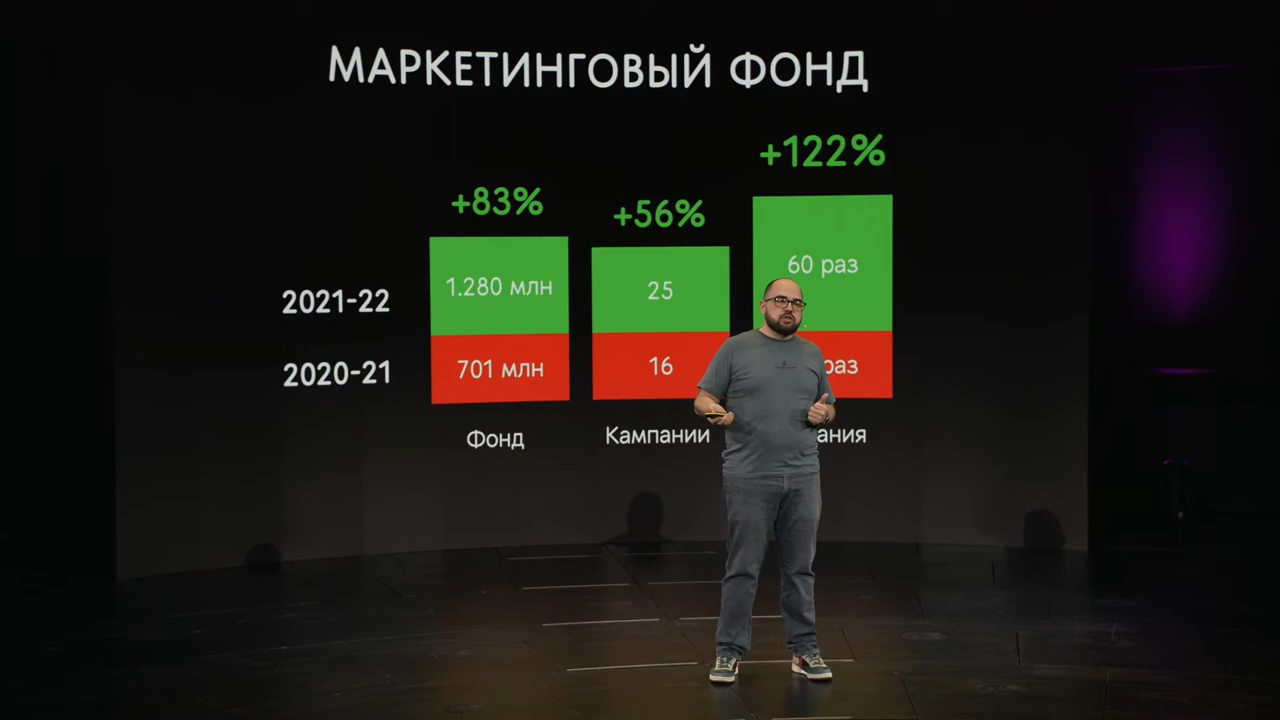 МАРКЕТИНГОВЫЙ ФОНД
+122%
+83%
+56%
60 раз
1.280 млн
25
2021-22
2020-21
701 млн
16
раз
Фонд
Кампании